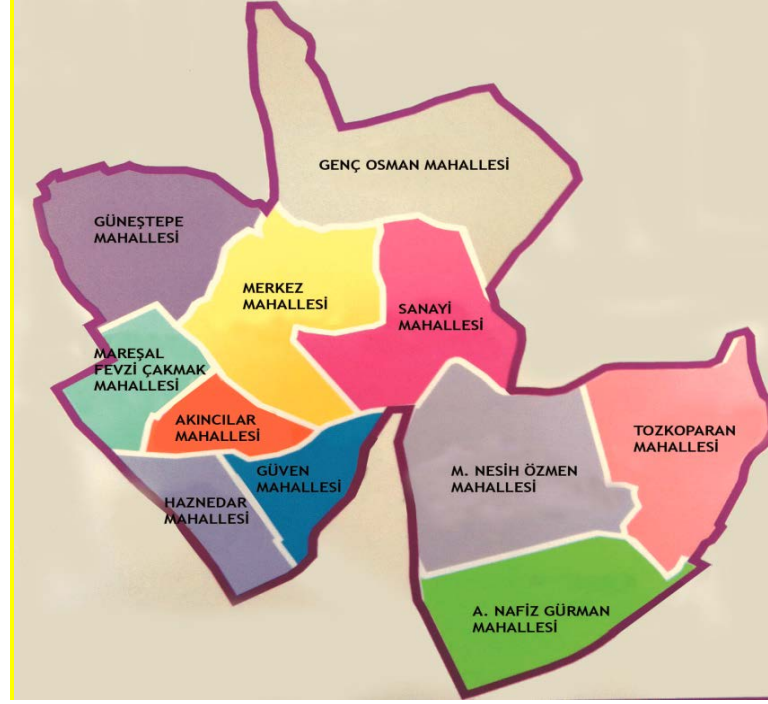 GENÇ OSMAN MAHALLESİ
GÜNEŞTEPE
MAHALLESİ
MERKEZ
MAHALLESİ
SANAYİ
MAHALLESİ
MAREŞAL
FEVZİ ÇAKMAK
MAHALLESİ
AKINCILAR
MAHALLESİ
TOZKOPARAN
MAHALLESİ
GÜVEN
MAHALLESİ
M. NESİH ÖZMEN
MAHALLESİ
HAZNEDAR
MAHALLESİ
A. NAFİZ GÜRMAN
MAHALLESİ